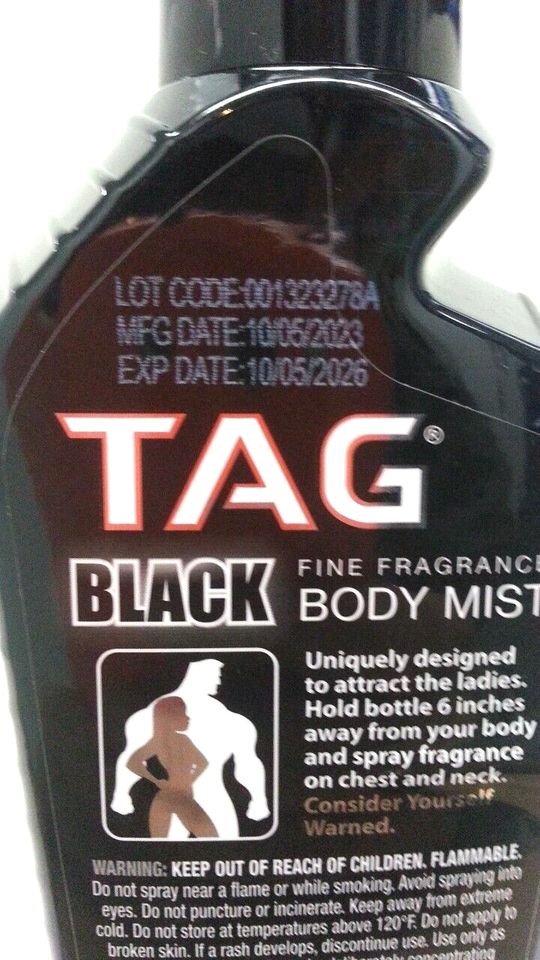 LOT CODE:001323278A
MFG DATE:10/05/2023
EXP DATE:10/05/2026
TAG®
BLACK FINE FRAGRANCE
BODY MIST
Uniquely designed
to attract the ladies.
Hold bottle 6 inches
away from your body
and spray fragrance
on chest and neck.
Consider Yourself
Warned.
WARNING: KEEP OUT OF REACH OF CHILDREN. FLAMMABLE.
Do not spray near a flame or while smoking. Avoid spraying into
eyes. Do not puncture or incinerate. Keep away from extreme
cold. Do not store at temperatures above 120°F. Do not apply to
broken skin. If a rash develops, discontinue use. Use only as
deliberately concentrating